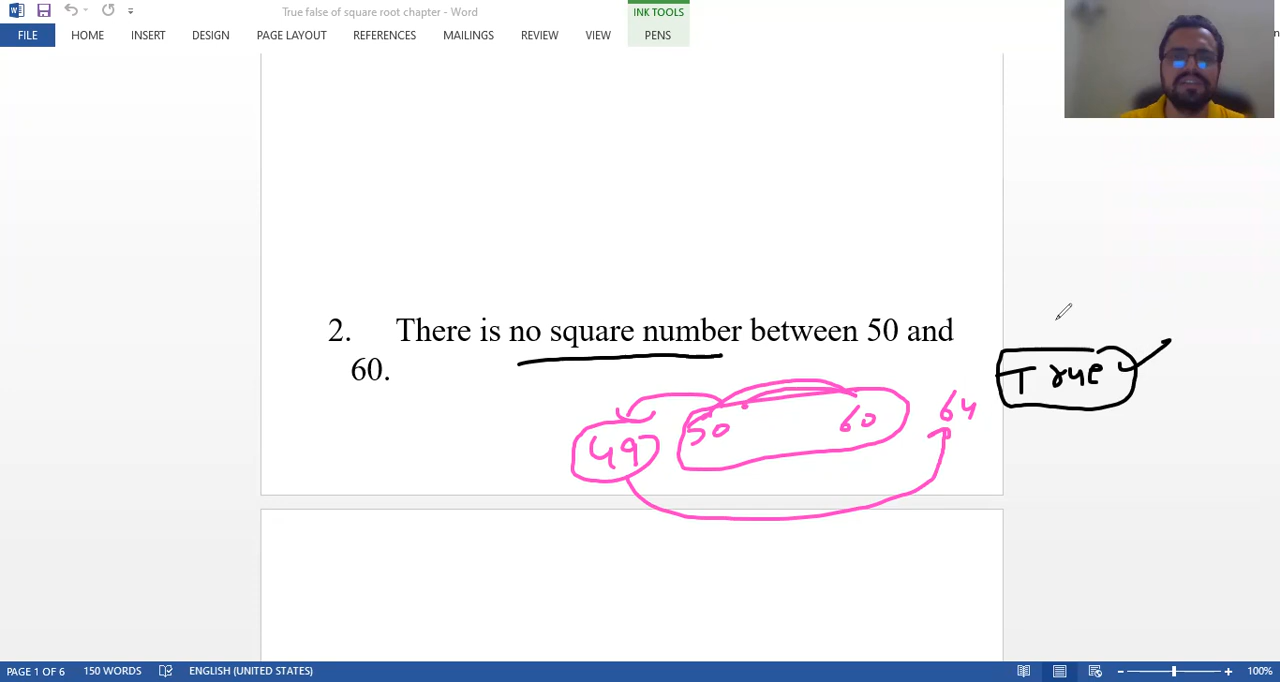 True false of square root chapter - Word
INK TOOLS
FILE HOME INSERT DESIGN PAGE LAYOUT REFERENCES MAILINGS REVIEW VIEW PENS
2. There is no square number between 50 and
60.
True
49 50 60 64
PAGE 1 OF 6 150 WORDS ENGLISH (UNITED STATES) 100%